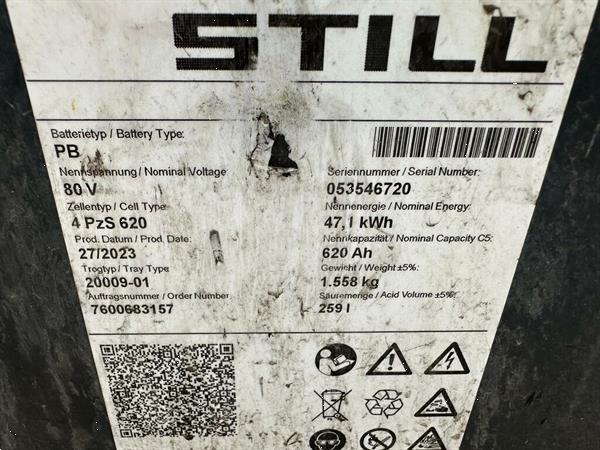 STILL
Batterietyp / Battery Type:
PB
Nennspannung / Nominal Voltage
80 V
Zellentyp / Cell Type
4 PzS 620
Prod. Datum / Prod. Date:
27/2023
Trogtyp / Tray Type
20009-01
Auftragsnummer / Order Number
7600683157
Seriennummer / Serial Number:
053546720
Nennenergie / Nominal Energy:
47,1 kWh
Nennkapazität / Nominal Capacity C5:
620 Ah
Gewicht / Weight ±5%:
1.558 kg
Säuremenge / Acid Volume ±5%:
259 l